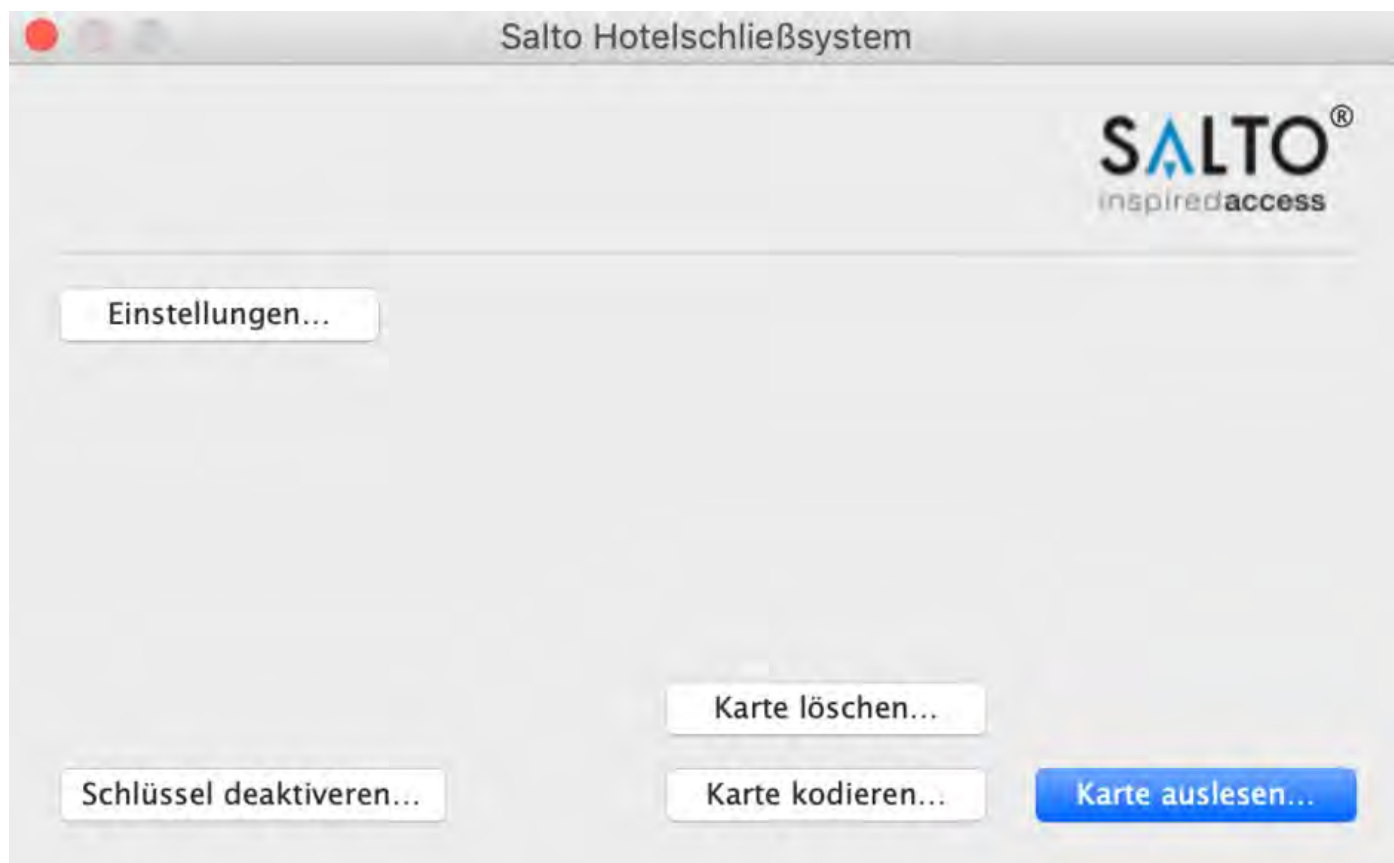 Salto Hotelschließsystem
SALTO®
inspiredaccess
Einstellungen...
Karte löschen...
Schlüssel deaktiveren...
Karte kodieren...
Karte auslesen...